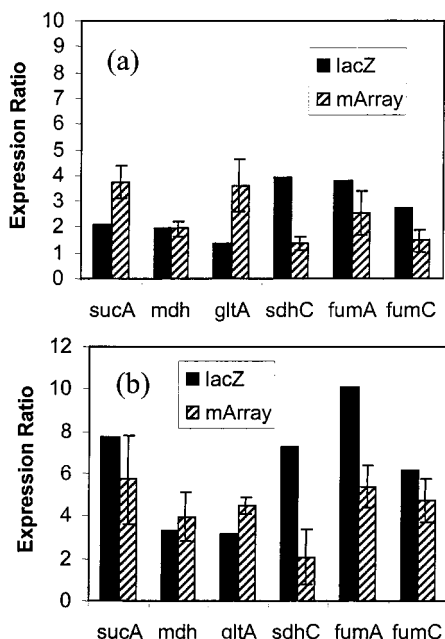 (a)
lacZ
mArray
Expression Ratio
10
9
8
7
6
5
4
3
2
1
0
sucA mdh gltA sdhC fumA fumC
(b)
lacZ
mArray
Expression Ratio
12
10
8
6
4
2
0
sucA mdh gltA sdhC fumA fumC